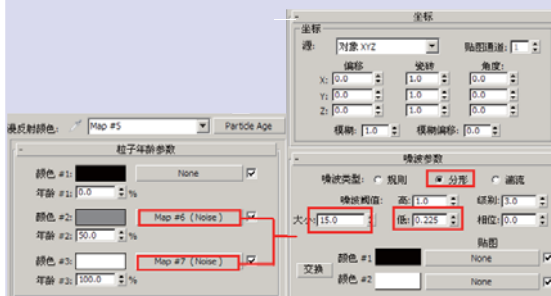 漫反射颜色: Map #5 Particle Age
- 粒子年龄参数
颜色 #1: None
年龄 #1: 0.0 %
颜色 #2: Map #6 (Noise)
年龄 #2: 50.0 %
颜色 #3: Map #7 (Noise)
年龄 #3: 100.0 %
- 坐标
坐标
源: 对象 XYZ 贴图通道: 1
偏移 瓷砖 角度:
X: 0.0 1.0 0.0
Y: 0.0 1.0 0.0
Z: 0.0 1.0 0.0
模糊: 1.0 模糊偏移: 0.0
- 噪波参数
噪波类型: 规则 分形 湍流
噪波阈值: 高: 1.0 级别: 3.0
大小: 15.0 低: 0.225 相位: 0.0
贴图
交换 颜色 #1 None
颜色 #2 None